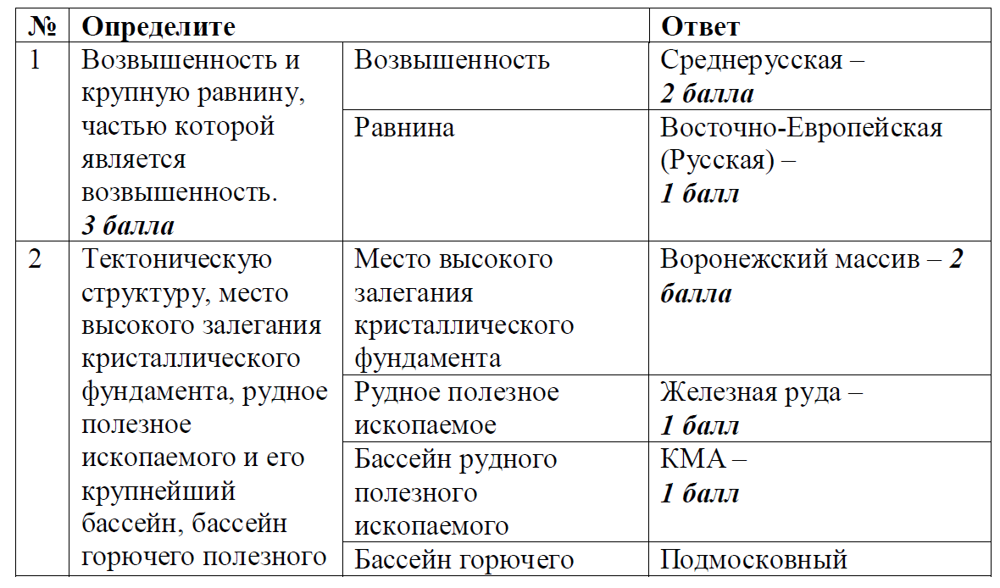 № Определите Ответ
1 Возвышенность и Возвышенность Среднерусская –
крупную равнину, 2 балла
частью которой Равнина Восточно-Европейская
является (Русская) –
возвышенность. 1 балл
3 балла
2 Тектоническую Место высокого Воронежский массив – 2
структуру, место залегания балла
высокого залегания кристаллического
кристаллического фундамента
фундамента, рудное Рудное полезное Железная руда –
полезное ископаемое 1 балл
ископаемого и его Бассейн рудного КМА –
крупнейший полезного 1 балл
бассейн, бассейн ископаемого
горючего полезного Бассейн горючего Подмосковный